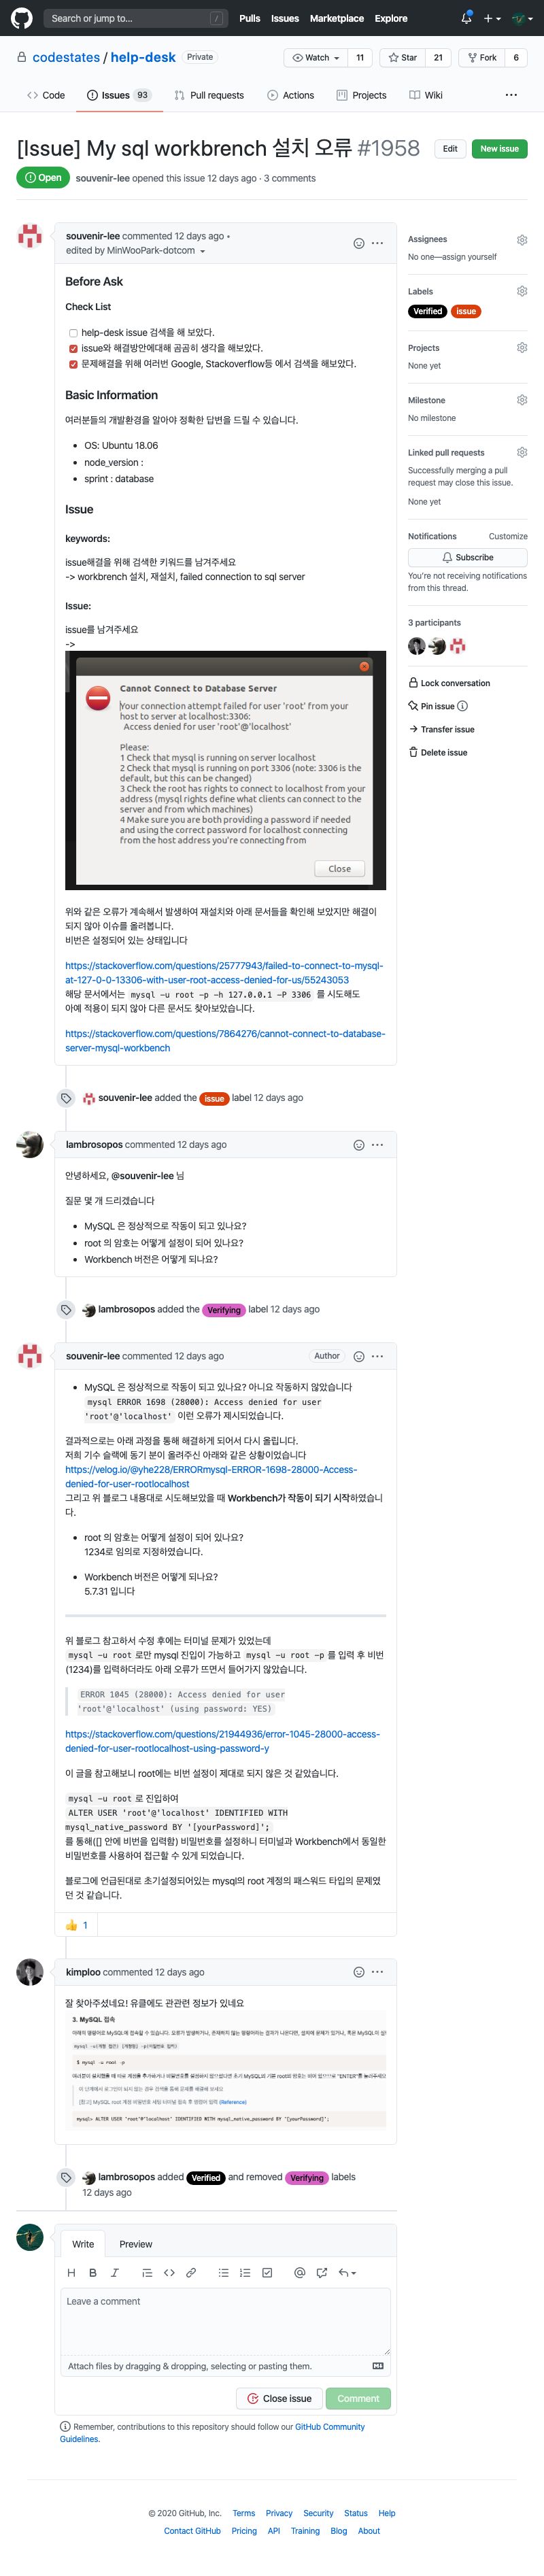 Search or jump to...
/
Pulls Issues Marketplace Explore
codestates / help-desk Private
Watch 11 Star 21 Fork 6
Code Issues 93 Pull requests Actions Projects Wiki
[Issue] My sql workbrench 설치 오류 #1958
Edit New issue
Open souvenir-lee opened this issue 12 days ago · 3 comments
souvenir-lee commented 12 days ago •
edited by MinWooPark-dotcom
Before Ask
Check List
help-desk issue 검색을 해 보았다.
issue와 해결방안에대해 곰곰히 생각을 해보았다.
문제해결을 위해 여러번 Google, Stackoverflow등 에서 검색을 해보았다.
Basic Information
여러분들의 개발환경을 알아야 정확한 답변을 드릴 수 있습니다.
OS: Ubuntu 18.06
node_version :
sprint : database
Issue
keywords:
issue해결을 위해 검색한 키워드를 남겨주세요
-> workbrench 설치, 재설치, failed connection to sql server
Issue:
issue를 남겨주세요
->
Cannot Connect to Database Server
Your connection attempt failed for user 'root' from your
host to server at localhost:3306:
Access denied for user 'root'@'localhost'
Please:
1 Check that mysql is running on server localhost
2 Check that mysql is running on port 3306 (note: 3306 is the
default, but this can be changed)
3 Check the root has rights to connect to localhost from your
address (mysql rights define what clients can connect to the
server and from which machines)
4 Make sure you are both providing a password if needed
and using the correct password for localhost connecting
from the host address you're connecting from
Close
위와 같은 오류가 계속해서 발생하여 재설치와 아래 문서들을 확인해 보았지만 해결이
되지 않아 이슈를 올려봅니다.
비번은 설정되어 있는 상태입니다
https://stackoverflow.com/questions/25777943/failed-to-connect-to-mysql-
at-127-0-0-13306-with-user-root-access-denied-for-us/55243053
해당 문서에서는 mysql -u root -p -h 127.0.0.1 -P 3306 를 시도해도
아예 적용이 되지 않아 다른 문서도 찾아보았습니다.
https://stackoverflow.com/questions/7864276/cannot-connect-to-database-
server-mysql-workbench
souvenir-lee added the issue label 12 days ago
lambrosopos commented 12 days ago
안녕하세요, @souvenir-lee 님
질문 몇 개 드리겠습니다
MySQL 은 정상적으로 작동이 되고 있나요?
root 의 암호는 어떻게 설정이 되어 있나요?
Workbench 버전은 어떻게 되나요?
lambrosopos added the Verifying label 12 days ago
souvenir-lee commented 12 days ago Author
MySQL 은 정상적으로 작동이 되고 있나요? 아니요 작동하지 않았습니다
mysql ERROR 1698 (28000): Access denied for user
'root'@'localhost' 이런 오류가 제시되었습니다.
결과적으로는 아래 과정을 통해 해결하게 되어서 다시 올립니다.
저희 기수 슬랙에 동기 분이 올려주신 아래와 같은 상황이었습니다
https://velog.io/@yhe228/ERRORmysql-ERROR-1698-28000-Access-
denied-for-user-rootlocalhost
그리고 위 블로그 내용대로 시도해보았을 때 Workbench가 작동이 되기 시작하였습니
다.
root 의 암호는 어떻게 설정이 되어 있나요?
1234로 임의로 지정하였습니다.
Workbench 버전은 어떻게 되나요?
5.7.31 입니다
위 블로그 참고하서 수정 후에는 터미널 문제가 있었는데
mysql -u root 로만 mysql 진입이 가능하고 mysql -u root -p 를 입력 후 비번
(1234)를 입력하더라도 아래 오류가 뜨면서 들어가지 않았습니다.
ERROR 1045 (28000): Access denied for user
'root'@'localhost' (using password: YES)
https://stackoverflow.com/questions/21944936/error-1045-28000-access-
denied-for-user-rootlocalhost-using-password-y
이 글을 참고해보니 root에는 비번 설정이 제대로 되지 않은 것 같았습니다.
mysql -u root 로 진입하여
ALTER USER 'root'@'localhost' IDENTIFIED WITH
mysql_native_password BY '[yourPassword]';
를 통해([] 안에 비번을 입력함) 비밀번호를 설정하니 터미널과 Workbench에서 동일한
비밀번호를 사용하여 접근할 수 있게 되었습니다.
블로그에 언급된대로 초기설정되어있는 mysql의 root 계정의 패스워드 타입의 문제였
던 것 같습니다.
1
kimploo commented 12 days ago
잘 찾아주셨네요! 유클에도 관관련 정보가 있네요
3. MySQL 접속
$ mysql -u root -p
mysql> ALTER USER 'root'@'localhost' IDENTIFIED WITH mysql_native_password BY '[yourPassword]';
lambrosopos added Verified and removed Verifying labels
12 days ago
Write Preview
Leave a comment
Attach files by dragging & dropping, selecting or pasting them.
Close issue Comment
Remember, contributions to this repository should follow our GitHub Community
Guidelines.
Assignees
No one—assign yourself
Labels
Verified issue
Projects
None yet
Milestone
No milestone
Linked pull requests
Successfully merging a pull
request may close this issue.
None yet
Notifications Customize
Subscribe
You're not receiving notifications
from this thread.
3 participants
Lock conversation
Pin issue
Transfer issue
Delete issue
© 2020 GitHub, Inc. Terms Privacy Security Status Help
Contact GitHub Pricing API Training Blog About